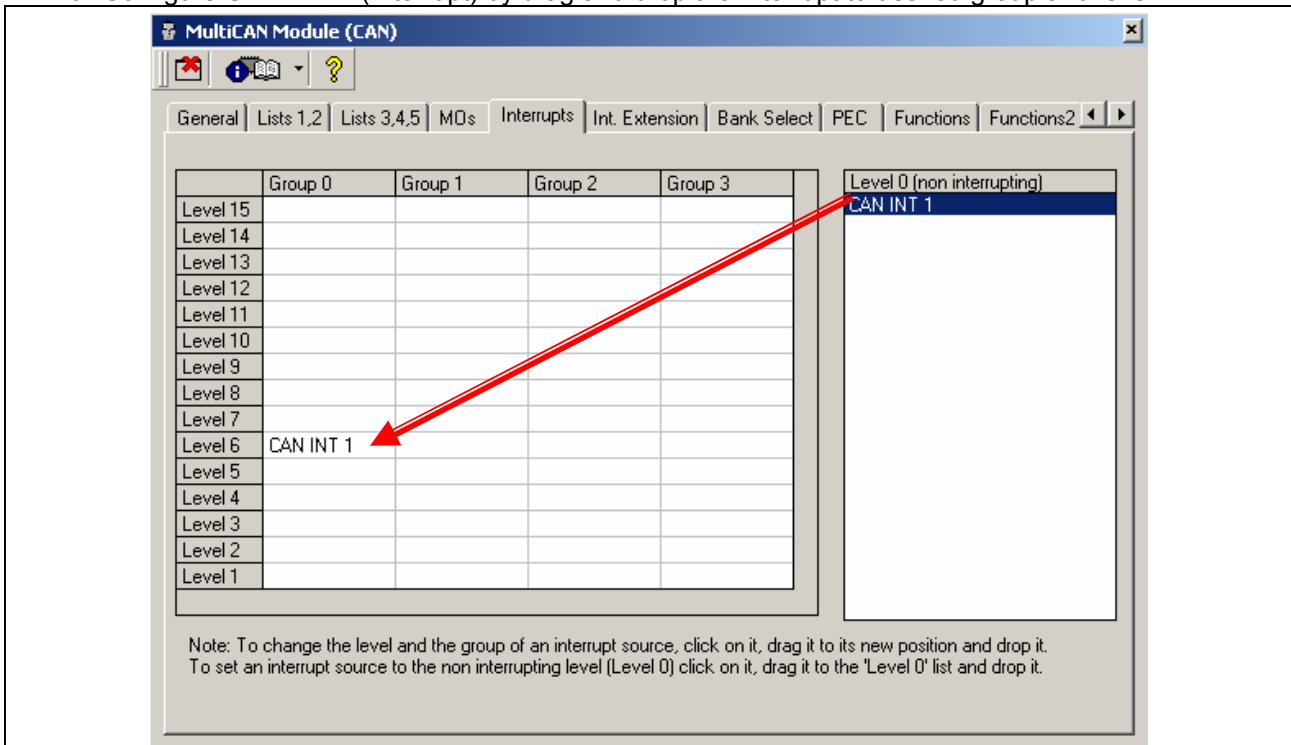 MultiCAN Module (CAN)
General Lists 1,2 Lists 3,4,5 MOs Interrupts Int. Extension Bank Select PEC Functions Functions2
Group 0 Group 1 Group 2 Group 3 Level 0 (non interrupting)
Level 15 CAN INT 1
Level 14
Level 13
Level 12
Level 11
Level 10
Level 9
Level 8
Level 7
Level 6 CAN INT 1
Level 5
Level 4
Level 3
Level 2
Level 1
Note: To change the level and the group of an interrupt source, click on it, drag it to its new position and drop it.
To set an interrupt source to the non interrupting level (Level 0) click on it, drag it to the 'Level 0' list and drop it.